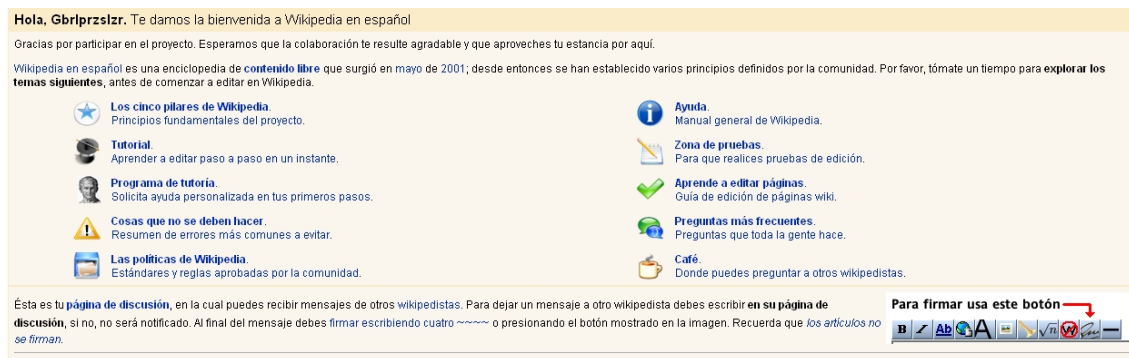 Hola, Gbrlprzslzr. Te damos la bienvenida a Wikipedia en español
Gracias por participar en el proyecto. Esperamos que la colaboración te resulte agradable y que aproveches tu estancia por aquí.
Wikipedia en español es una enciclopedia de contenido libre que surgió en mayo de 2001; desde entonces se han establecido varios principios definidos por la comunidad. Por favor, tómate un tiempo para explorar los
temas siguientes, antes de comenzar a editar en Wikipedia.
Los cinco pilares de Wikipedia.
Principios fundamentales del proyecto.
Tutorial.
Aprender a editar paso a paso en un instante.
Programa de tutoría.
Solicita ayuda personalizada en tus primeros pasos.
Cosas que no se deben hacer.
Resumen de errores más comunes a evitar.
Las políticas de Wikipedia.
Estándares y reglas aprobadas por la comunidad.
Ayuda.
Manual general de Wikipedia.
Zona de pruebas.
Para que realices pruebas de edición.
Aprende a editar páginas.
Guía de edición de páginas wiki.
Preguntas más frecuentes.
Preguntas que toda la gente hace.
Café.
Donde puedes preguntar a otros wikipedistas.
Ésta es tu página de discusión, en la cual puedes recibir mensajes de otros wikipedistas. Para dejar un mensaje a otro wikipedista debes escribir en su página de
discusión, si no, no será notificado. Al final del mensaje debes firmar escribiendo cuatro ~~~~ o presionando el botón mostrado en la imagen. Recuerda que los artículos no
se firman.
Para firmar usa este botón
B I Ab A √n W